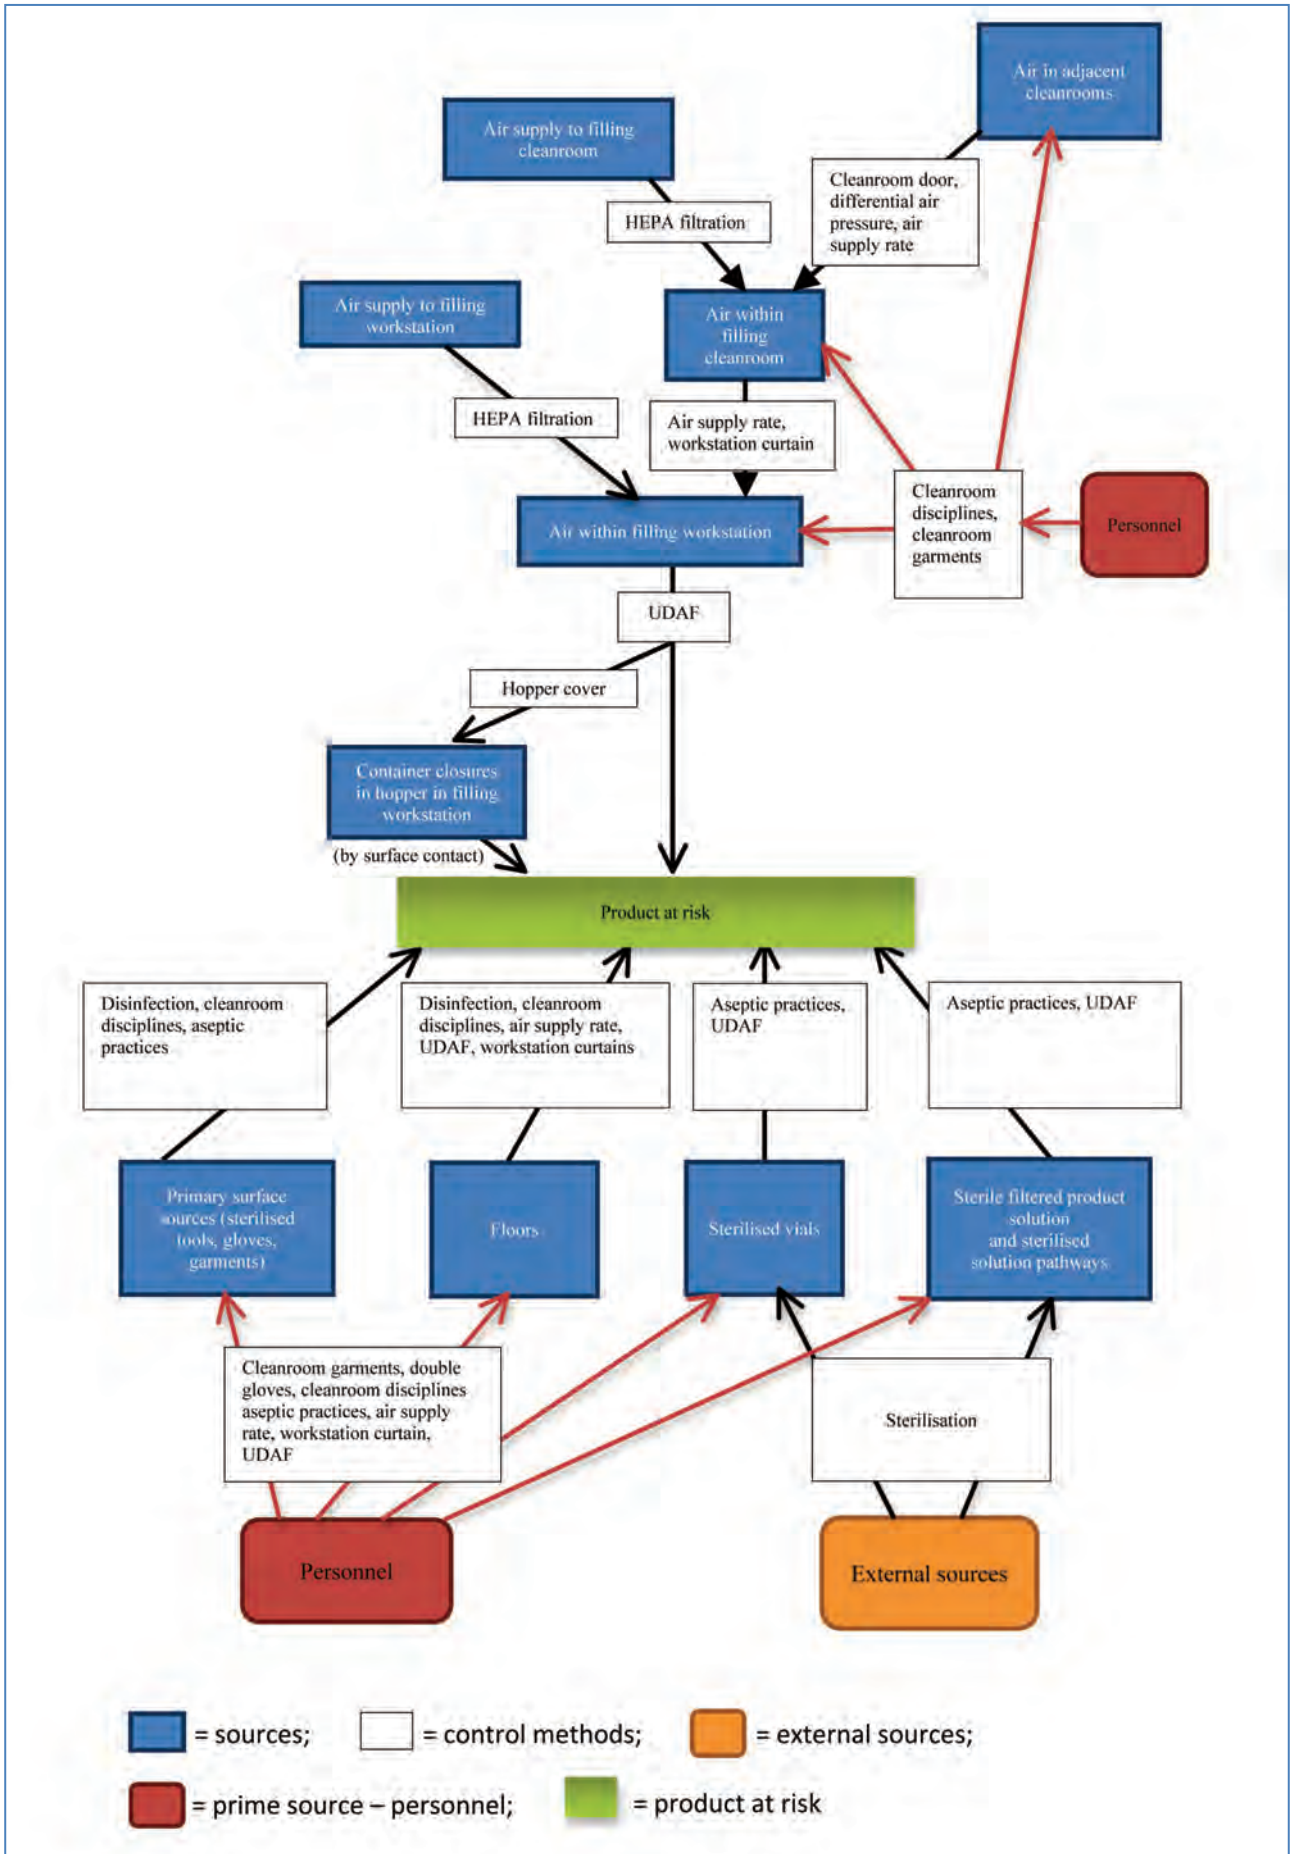 Air in adjacent
cleanrooms
Air supply to filling
cleanroom
Cleanroom door,
differential air
pressure, air
supply rate
HEPA filtration
Air supply to filling
workstation
Air within
filling
cleanroom
HEPA filtration
Air supply rate,
workstation curtain
Cleanroom
disciplines,
cleanroom
garments
Personnel
Air within filling workstation
UDAF
Hopper cover
Container closures
in hopper in filling
workstation
(by surface contact)
Product at risk
Disinfection, cleanroom
disciplines, aseptic
practices
Disinfection, cleanroom
disciplines, air supply rate,
UDAF, workstation curtains
Aseptic practices,
UDAF
Aseptic practices, UDAF
Primary surface
sources (sterilised
tools, gloves,
garments)
Floors
Sterilised vials
Sterile filtered product
solution
and sterilised
solution pathways
Cleanroom garments, double
gloves, cleanroom disciplines
aseptic practices, air supply
rate, workstation curtain,
UDAF
Sterilisation
Personnel
External sources
= sources;
= control methods;
= external sources;
= prime source – personnel;
= product at risk